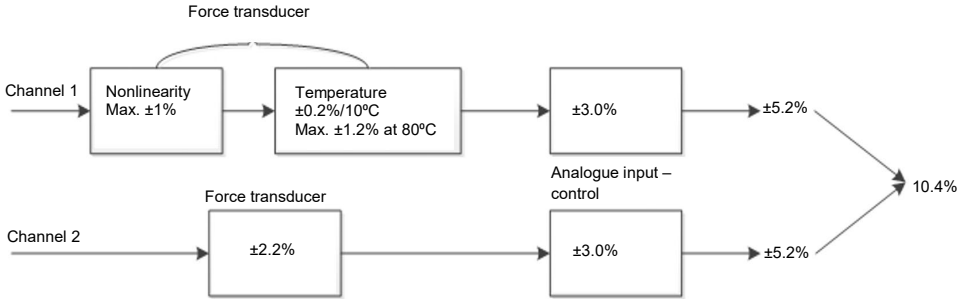 Force transducer
Channel 1
Nonlinearity
Max. ±1%
Temperature
±0.2%/10ºC
Max. ±1.2% at 80ºC
±3.0%
±5.2%
Analogue input –
control
10.4%
Force transducer
Channel 2
±2.2%
±3.0%
±5.2%